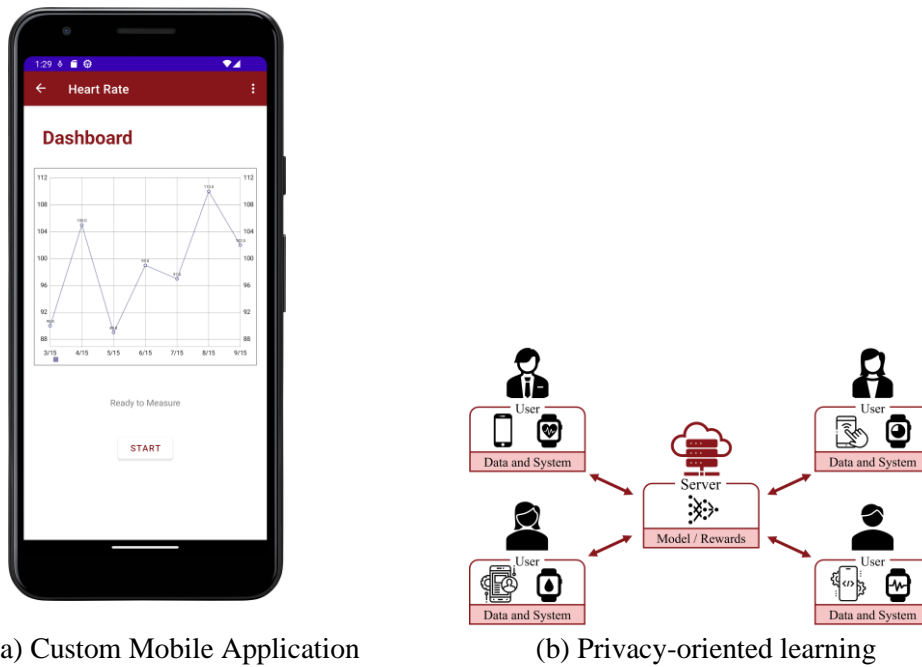 1:29
Heart Rate
Dashboard
112 112
108 108
104 104
100 100
96 96
92 92
88 88
3/15 4/15 5/15 6/15 7/15 8/15 9/15
Ready to Measure
START
a) Custom Mobile Application
User
Data and System
User
Data and System
Server
Model / Rewards
User
Data and System
User
</>
Data and System
(b) Privacy-oriented learning